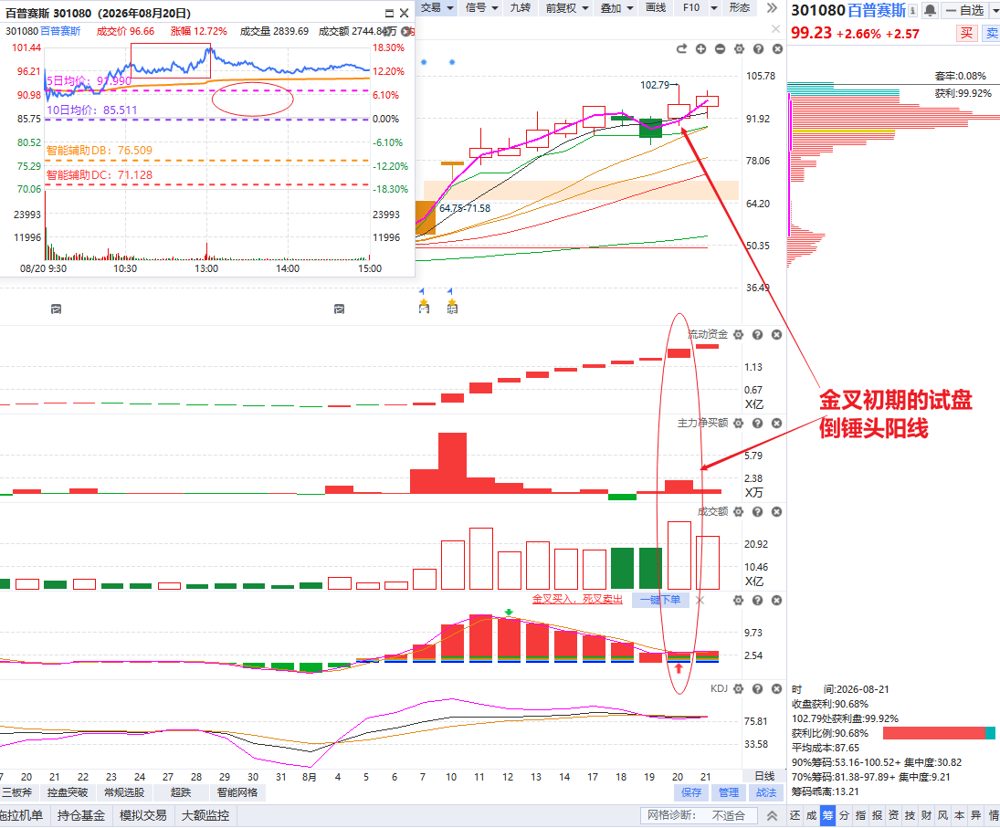 百普赛斯 301080（2026年08月20日）
301080 百普赛斯 成交价 96.66 涨幅 12.72% 成交量 2839.69 成交额 2744.84万
101.44 18.30%
96.21 12.20%
5日均价：91.990
90.98 6.10%
10日均价：85.511
85.75 0.00%
80.52 -6.10%
智能辅助DB：76.509
75.29 -12.20%
智能辅助DC：71.128
70.06 -18.30%
23993 23993
11996 11996
08/20 9:30 10:30 13:00 14:00 15:00
交易 信号 九转 前复权 叠加 画线 F10 形态
105.78
102.79→
91.92
78.06
64.20
64.75-71.58
50.35
36.49
流动资金
1.13
0.67
X亿
主力净买额
5.79
2.38
X万
成交额
20.92
10.46
X亿
金叉买入，死叉卖出 一键下单
9.73
2.54
KDJ
75.81
33.58
7 20 21 22 23 24 27 28 29 30 31 8月 4 5 6 7 10 11 12 13 14 17 18 19 20 21 日线
三板斧 控盘突破 常规选股 超跌 智能网格 保存 管理 战法
拖拉机单 持仓基金 模拟交易 大额监控 网格诊断： 不适合
301080 百普赛斯 自选
99.23 +2.66% +2.57 买 卖
套牢:0.08%
获利:99.92%
金叉初期的试盘
倒锤头阳线
时 间:2026-08-21
收盘获利:90.68%
102.79处获利盘:99.92%
获利比例:90.68%
平均成本:87.65
90%筹码:53.16-100.52+ 集中度:30.82
70%筹码:81.38-97.89+ 集中度:9.21
筹码乖离:13.21
还 成 筹 分 指 报 资 技 财 风 本 异 情